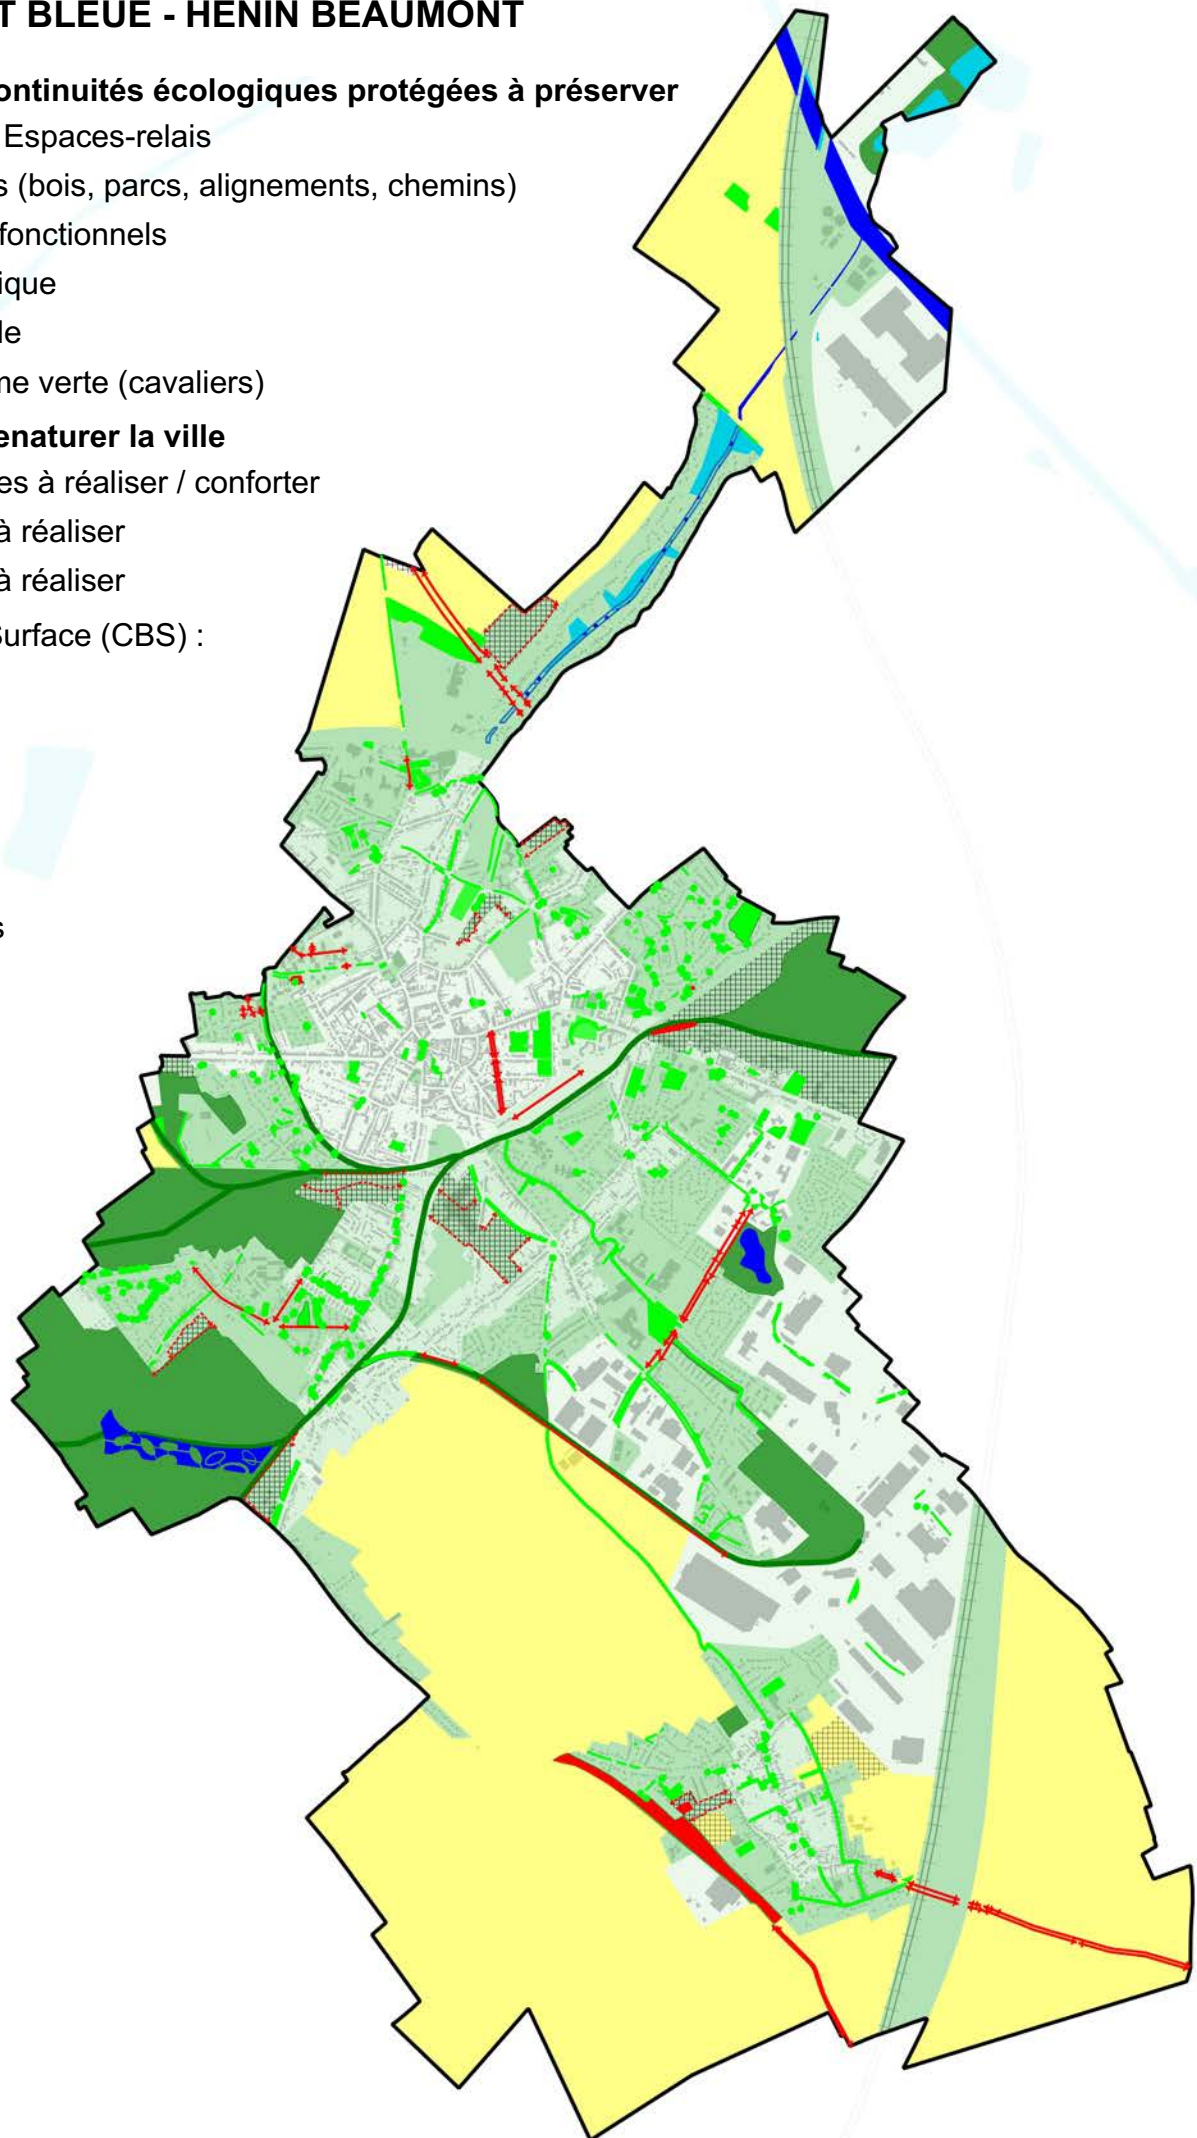 T BLEUE - HENIN BEAUMONT
ontinuités écologiques protégées à préserver
Espaces-relais
s (bois, parcs, alignements, chemins)
fonctionnels
ique
le
me verte (cavaliers)
enaturer la ville
es à réaliser / conforter
à réaliser
à réaliser
Surface (CBS) :
s